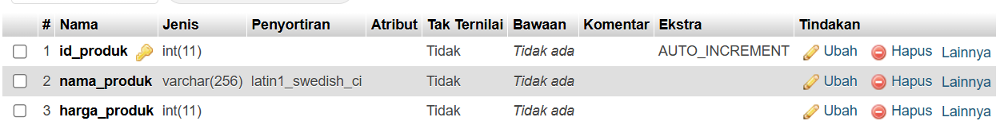 # Nama Jenis Penyortiran Atribut Tak Ternilai Bawaan Komentar Ekstra Tindakan
1 id_produk int(11) Tidak Tidak ada AUTO_INCREMENT Ubah Hapus Lainnya
2 nama_produk varchar(256) latin1_swedish_ci Tidak Tidak ada Ubah Hapus Lainnya
3 harga_produk int(11) Tidak Tidak ada Ubah Hapus Lainnya